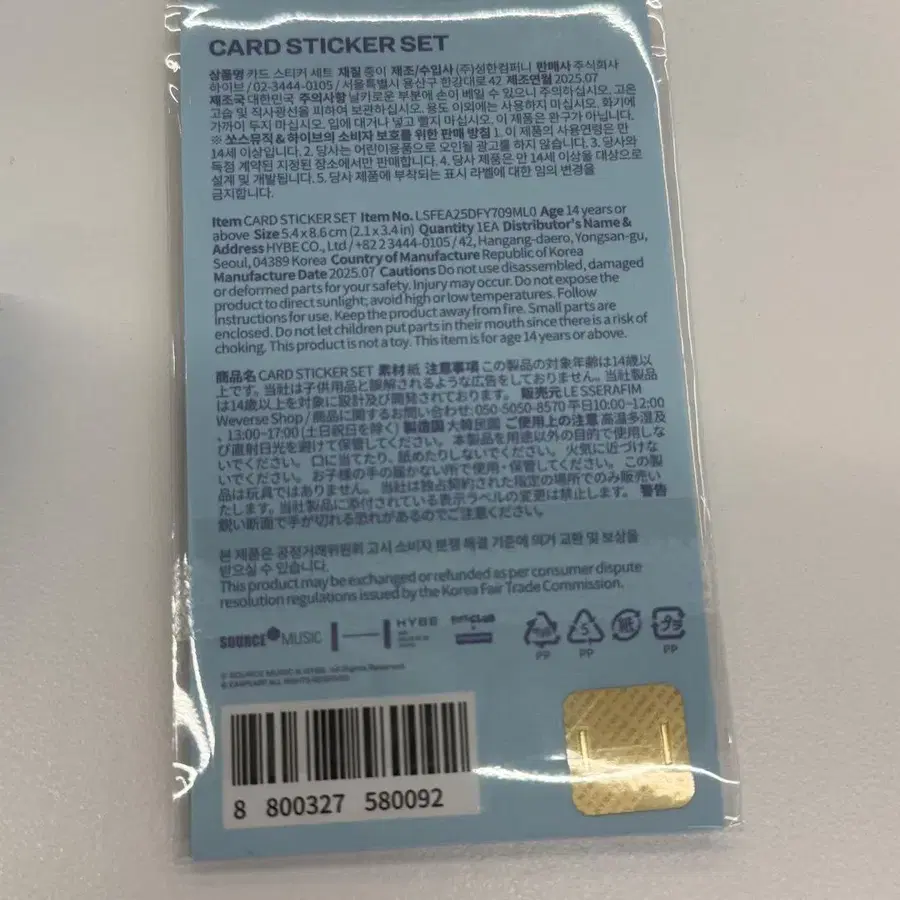 CARD STICKER SET
상품명 카드 스티커 세트 재질 종이 제조/수입사 (주)성한컴퍼니 판매사 주식회사
하이브 / 02-3444-0105 / 서울특별시 용산구 한강대로 42 제조연월 2025.07
제조국 대한민국 주의사항 날카로운 부분에 손이 베일 수 있으니 주의하십시오. 고온
고습 및 직사광선을 피하여 보관하십시오. 용도 이외에는 사용하지 마십시오. 화기에
가까이 두지 마십시오. 입에 대거나 넣고 빨지 마십시오. 이 제품은 완구가 아닙니다.
※ 쏘스뮤직 & 하이브의 소비자 보호를 위한 판매 방침 1. 이 제품의 사용연령은 만
14세 이상입니다. 2. 당사는 어린이용품으로 오인될 광고를 하지 않습니다. 3. 당사와
독점 계약된 지정된 장소에서만 판매합니다. 4. 당사 제품은 만 14세 이상을 대상으로
설계 및 개발됩니다. 5. 당사 제품에 부착되는 표시 라벨에 대한 임의 변경을
금지합니다.
Item CARD STICKER SET Item No. LSFEA25DFY709ML0 Age 14 years or
above Size 5.4 x 8.6 cm (2.1 x 3.4 in) Quantity 1EA Distributor's Name &
Address HYBE CO., Ltd / +82 2 3444-0105 / 42, Hangang-daero, Yongsan-gu,
Seoul, 04389 Korea Country of Manufacture Republic of Korea
Manufacture Date 2025.07 Cautions Do not use disassembled, damaged
or deformed parts for your safety. Injury may occur. Do not expose the
product to direct sunlight; avoid high or low temperatures. Follow
instructions for use. Keep the product away from fire. Small parts are
enclosed. Do not let children put parts in their mouth since there is a risk of
choking. This product is not a toy. This item is for age 14 years or above.
商品名 CARD STICKER SET 素材 紙 注意事項 この製品の対象年齢は14歳以
上です。当社は子供用品と誤解されるような広告をしておりません。当社製品
は14歳以上を対象に設計及び開発されております。 販売元 LE SSERAFIM
Weverse Shop / 商品に関するお問い合わせ: 050-5050-8570 平日10:00~12:00
, 13:00~17:00 (土日祝日を除く) 製造国 大韓民国 ご使用上の注意 高温多湿及
び直射日光を避けて保管してください。 本製品を用途以外の目的で使用しな
いでください。 口に当てたり、舐めたりしないでください。 火気に近づけな
いでください。 お子様の手の届かない所で使用・保管してください。 この製
品は玩具ではありません。 当社は独占契約された指定の場所でのみ販売い
たします。当社製品に添付されている表示ラベルの変更は禁止します。 警告
鋭い断面で手が切れる恐れがあるのでご注意ください。
본 제품은 공정거래위원회 고시 소비자 분쟁 해결 기준에 의거 교환 및 보상을
받으실 수 있습니다.
This product may be exchanged or refunded as per consumer dispute
resolution regulations issued by the Korea Fair Trade Commission.
SOURCE MUSIC HYBE
PP 5 PP 紙 プラ PP
© SOURCE MUSIC & HYBE. All Rights Reserved.
ALL RIGHTS RESERVED
8 800327 580092